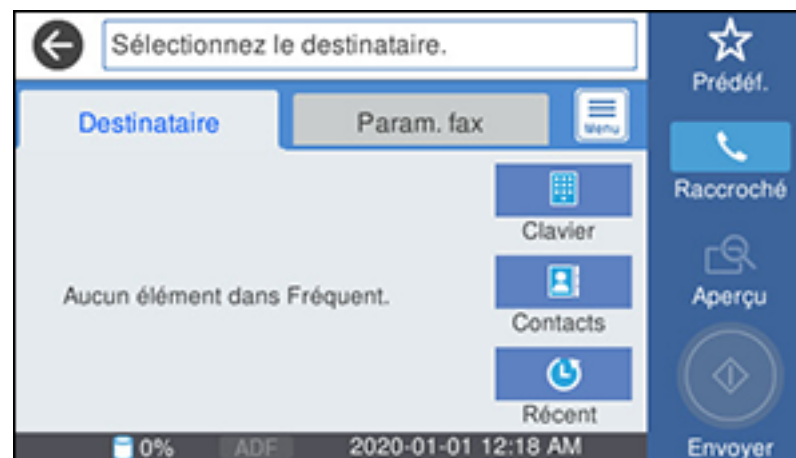 Sélectionnez le destinataire.
Prédéf.
Destinataire
Param. fax
Menu
Raccroché
Clavier
Aucun élément dans Fréquent.
Aperçu
Contacts
Récent
0%
ADF
2020-01-01 12:18 AM
Envoyer